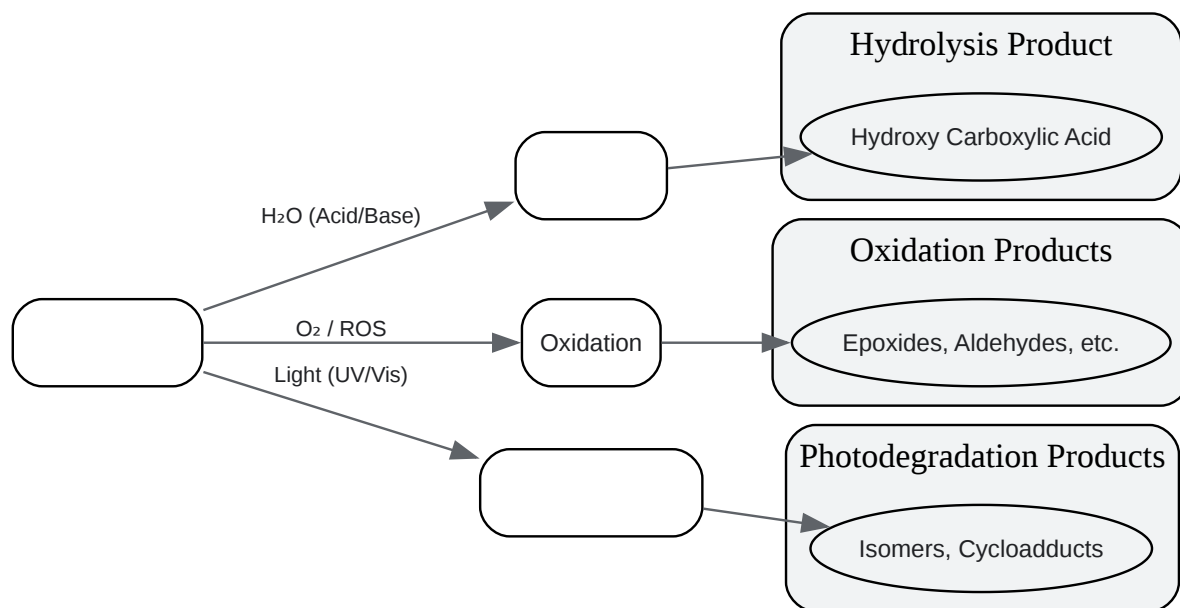 Hydrolysis Product
Hydroxy Carboxylic Acid
H₂O (Acid/Base)
Oxidation Products
O₂ / ROS
Oxidation
Epoxides, Aldehydes, etc.
Light (UV/Vis)
Photodegradation Products
Isomers, Cycloadducts